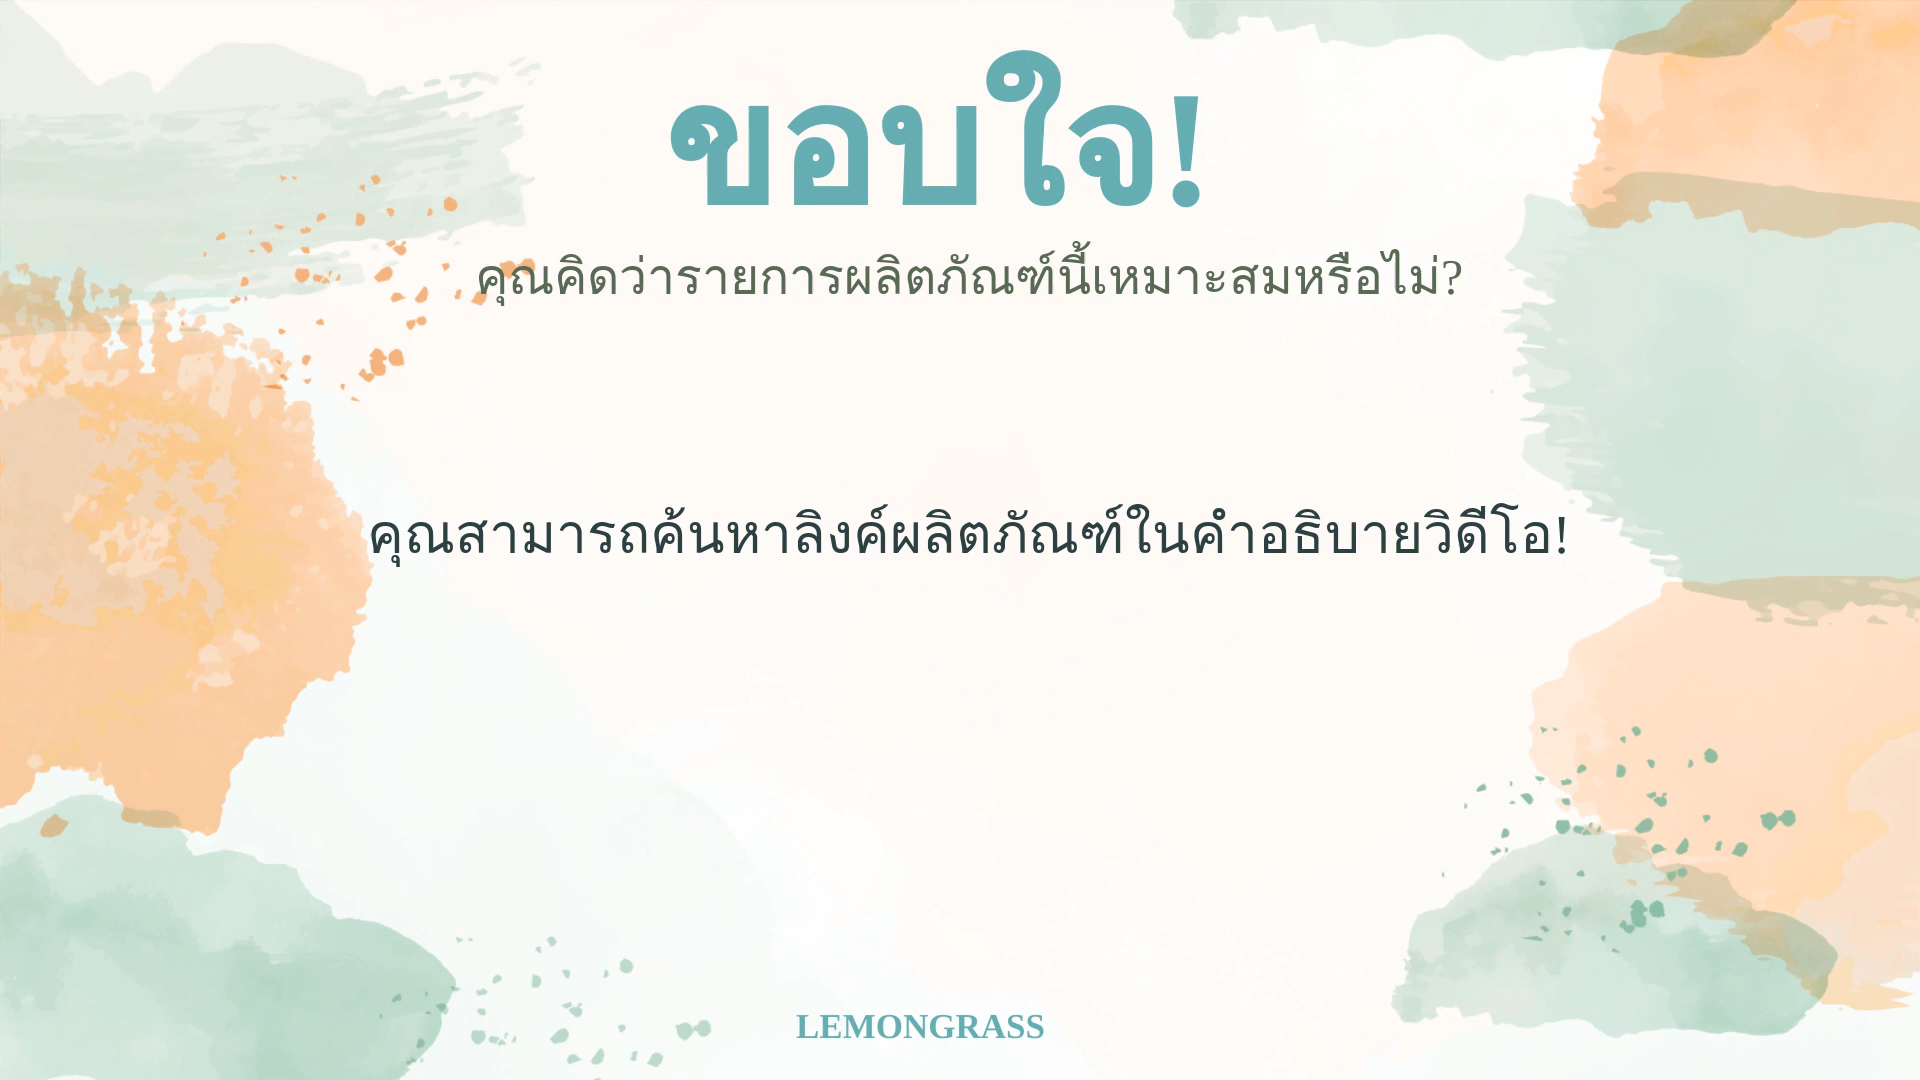 ขอบใจ!
คุณคิดว่ารายการผลิตภัณฑ์นี้เหมาะสมหรือไม่?
คุณสามารถค้นหาลิงค์ผลิตภัณฑ์ในคำอธิบายวิดีโอ!
LEMONGRASS